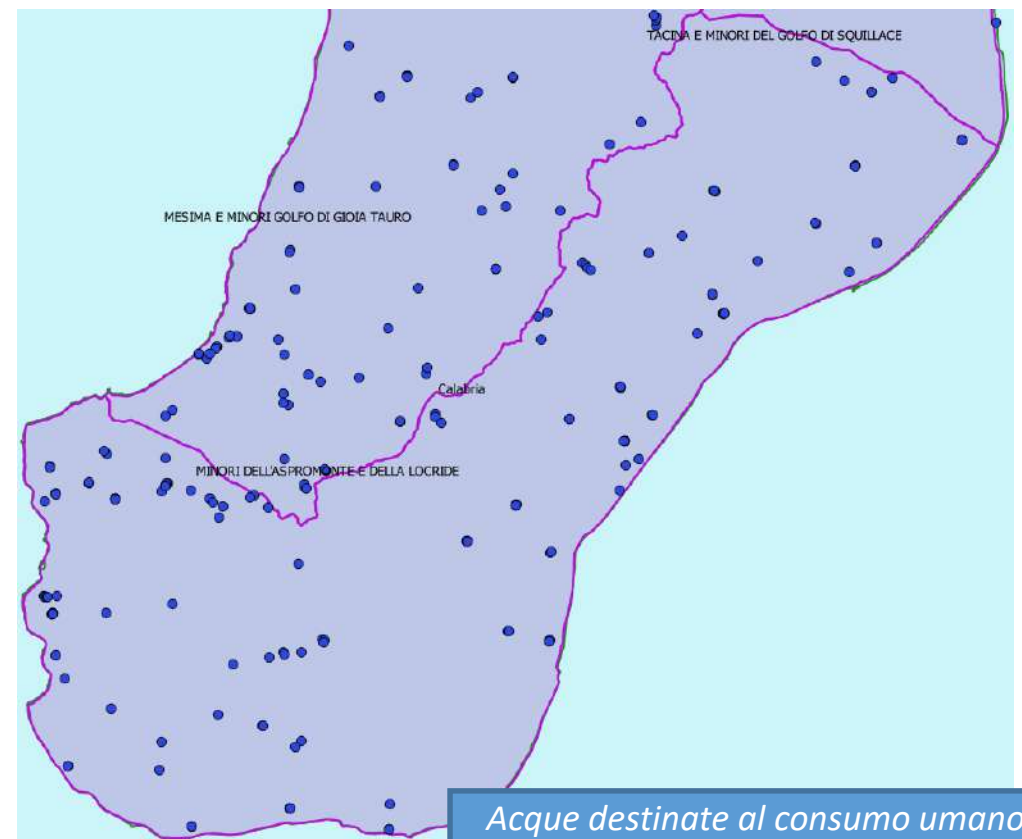 TACINA E MINORI DEL GOLFO DI SQUILLACE
MESIMA E MINORI GOLFO DI GIOIA TAURO
Calabria
MINORI DELL'ASPROMONTE E DELLA LOCRIDE
Acque destinate al consumo umano